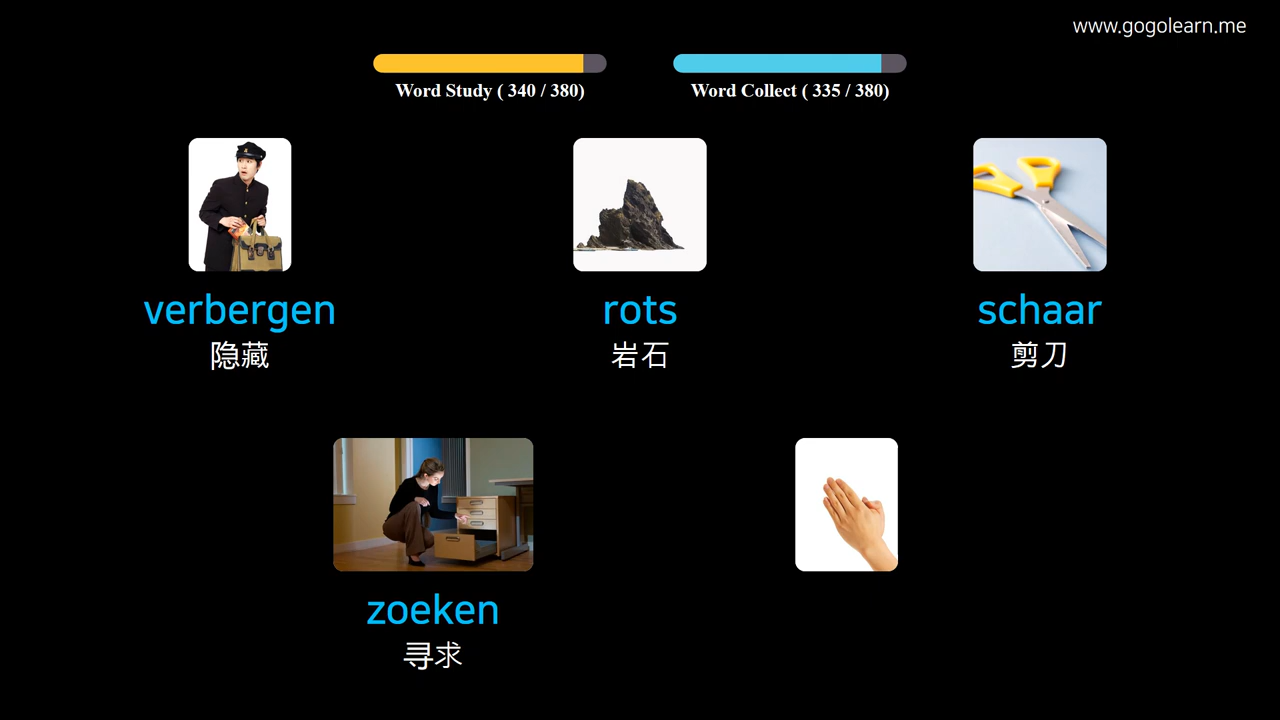 www.gogolearn.me
Word Study ( 340 / 380)
Word Collect ( 335 / 380)
verbergen
隐藏
rots
岩石
schaar
剪刀
zoeken
寻求